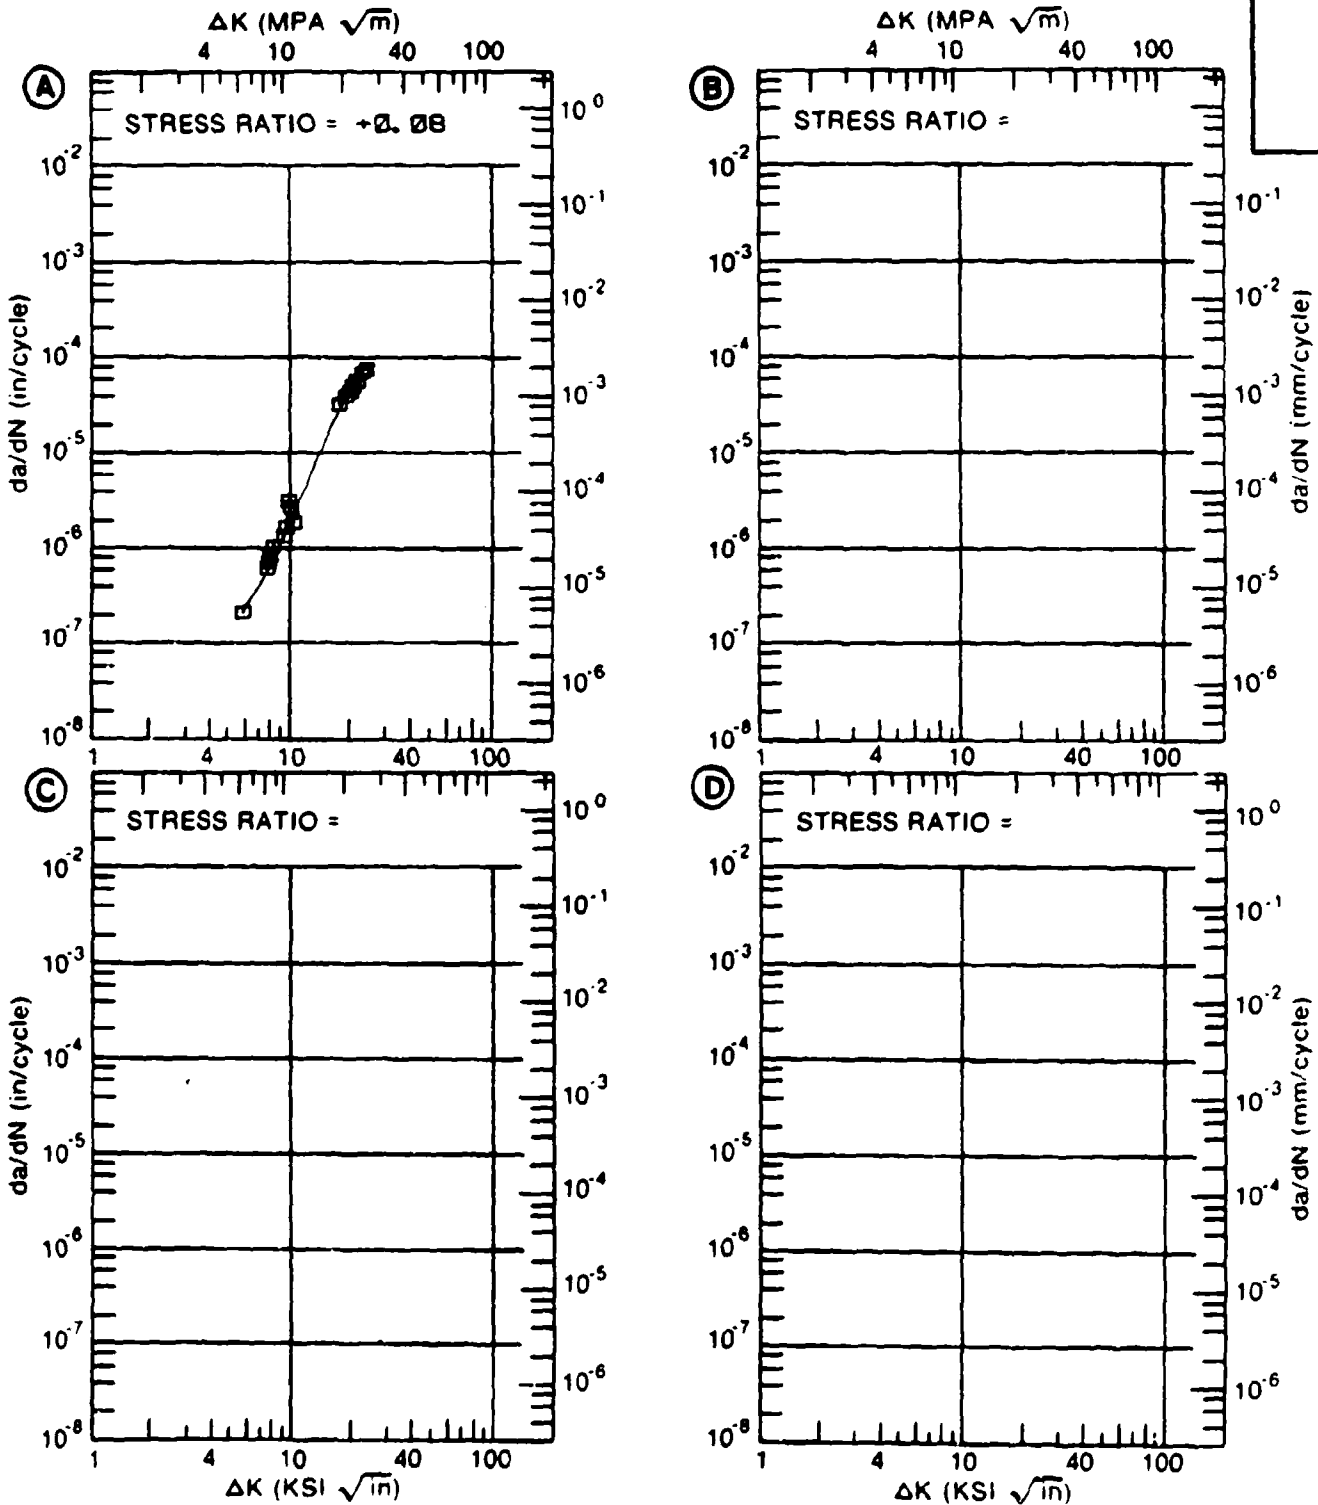 ΔK (MPA √m)
4 10 40 100
A
STRESS RATIO = +0.08
10⁰
10⁻¹
10⁻²
10⁻³
10⁻⁴
10⁻⁵
10⁻⁶
10⁻²
10⁻³
10⁻⁴
10⁻⁵
10⁻⁶
10⁻⁷
10⁻⁸
da/dN (in/cycle)
1 4 10 40 100
ΔK (MPA √m)
4 10 40 100
B
STRESS RATIO =
10⁻²
10⁻³
10⁻⁴
10⁻⁵
10⁻⁶
10⁻⁷
10⁻⁸
10⁻¹
10⁻²
10⁻³
10⁻⁴
10⁻⁵
10⁻⁶
da/dN (mm/cycle)
1 4 10 40 100
C
STRESS RATIO =
10⁻²
10⁻³
10⁻⁴
10⁻⁵
10⁻⁶
10⁻⁷
10⁻⁸
da/dN (in/cycle)
10⁰
10⁻¹
10⁻²
10⁻³
10⁻⁴
10⁻⁵
10⁻⁶
1 4 10 40 100
ΔK (KSI √in)
D
STRESS RATIO =
10⁻²
10⁻³
10⁻⁴
10⁻⁵
10⁻⁶
10⁻⁷
10⁻⁸
10⁰
10⁻¹
10⁻²
10⁻³
10⁻⁴
10⁻⁵
10⁻⁶
da/dN (mm/cycle)
1 4 10 40 100
ΔK (KSI √in)